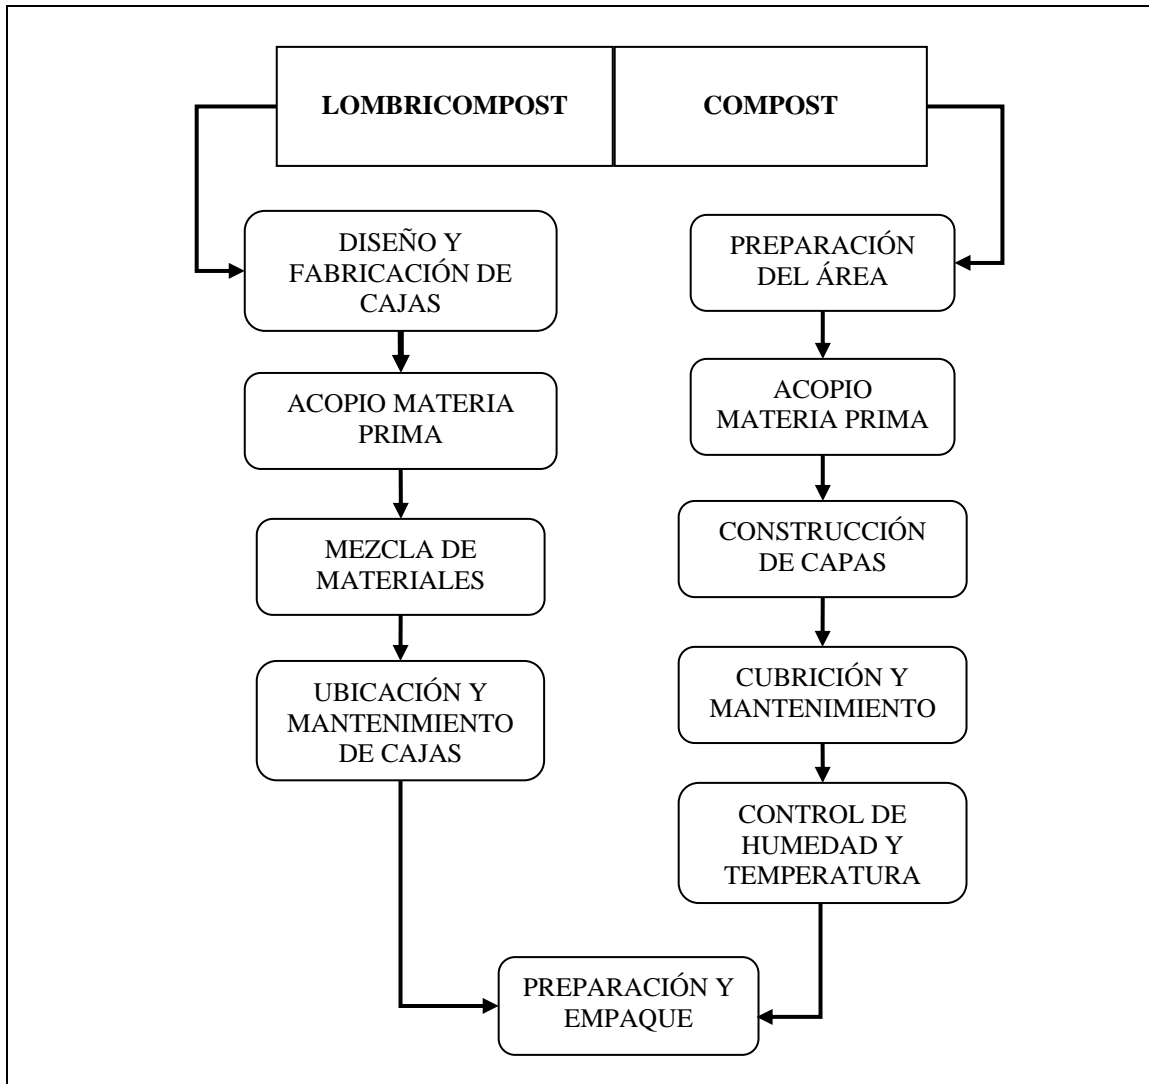 LOMBRICOMPOST
COMPOST
DISEÑO Y
FABRICACIÓN DE
CAJAS
ACOPIO MATERIA
PRIMA
MEZCLA DE
MATERIALES
UBICACIÓN Y
MANTENIMIENTO
DE CAJAS
PREPARACIÓN
DEL ÁREA
ACOPIO
MATERIA PRIMA
CONSTRUCCIÓN
DE CAPAS
CUBRICIÓN Y
MANTENIMIENTO
CONTROL DE
HUMEDAD Y
TEMPERATURA
PREPARACIÓN Y
EMPAQUE